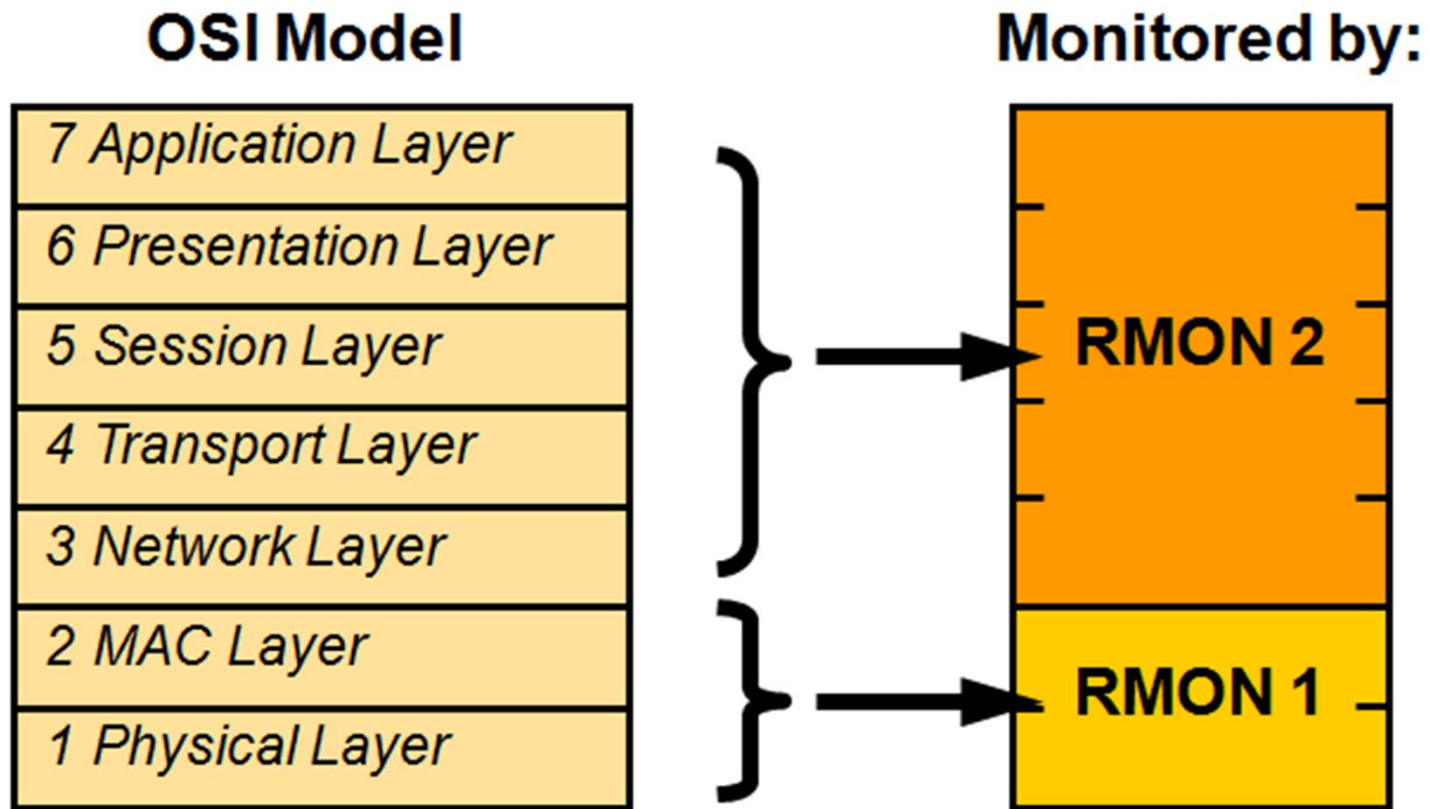 OSI Model
Monitored by:
7 Application Layer
6 Presentation Layer
5 Session Layer
4 Transport Layer
3 Network Layer
2 MAC Layer
1 Physical Layer
RMON 2
RMON 1